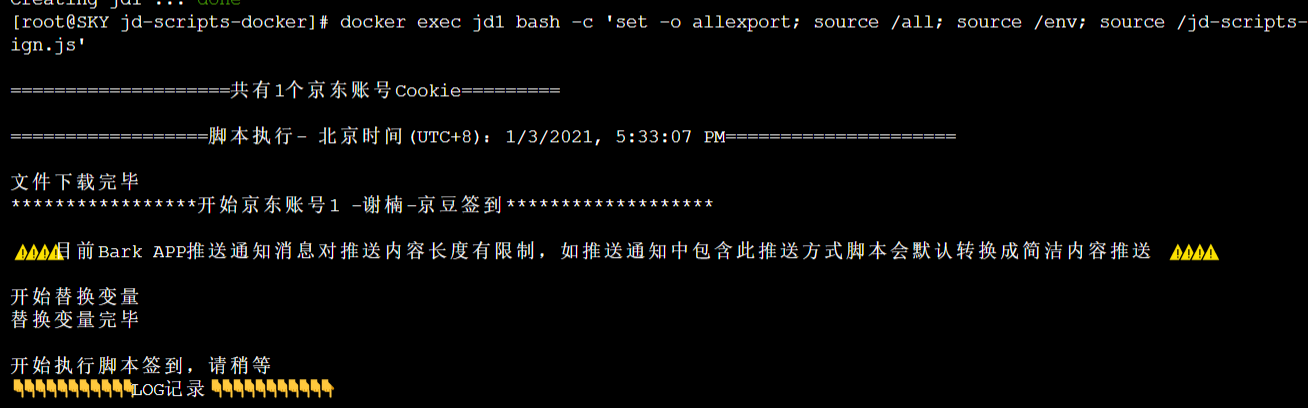 Creating jd1 ... done
[root@SKY jd-scripts-docker]# docker exec jd1 bash -c 'set -o allexport; source /all; source /env; source /jd-scripts-
ign.js'
====================共有1个京东账号Cookie=========
==================脚本执行- 北京时间(UTC+8)：1/3/2021, 5:33:07 PM=====================
文件下载完毕
*****************开始京东账号1 -谢楠-京豆签到*******************
⚠️⚠️⚠️⚠️目前Bark APP推送通知消息对推送内容长度有限制，如推送通知中包含此推送方式脚本会默认转换成简洁内容推送 ⚠️⚠️⚠️⚠️
开始替换变量
替换变量完毕
开始执行脚本签到，请稍等
👇👇👇👇👇👇👇👇👇👇👇LOG记录👇👇👇👇👇👇👇👇👇👇👇